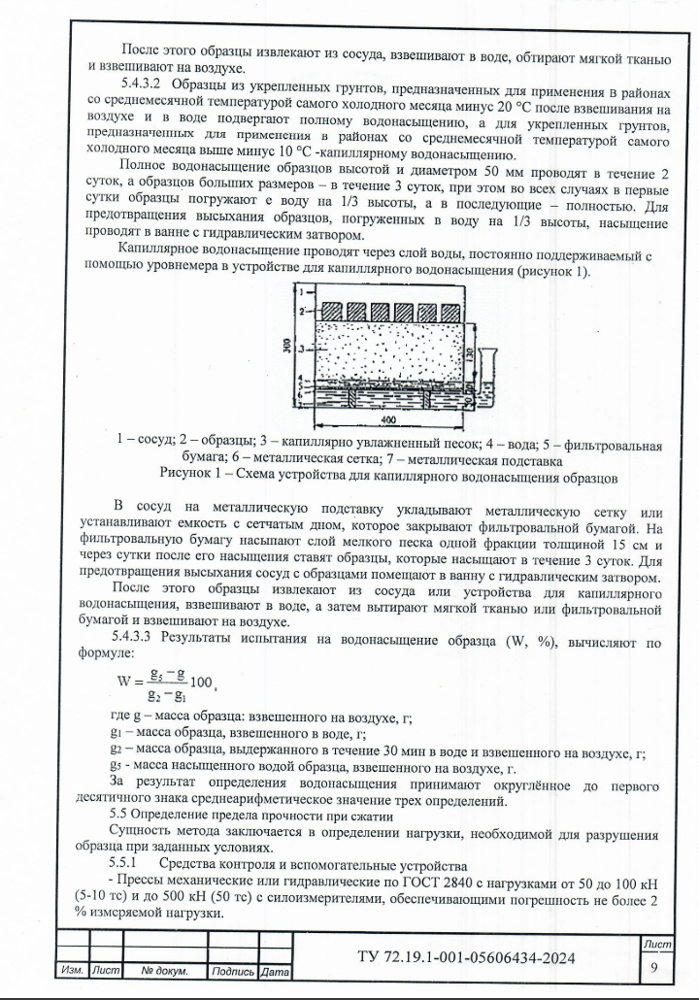 После этого образцы извлекают из сосуда, взвешивают в воде, обтирают мягкой тканью
и взвешивают на воздухе.
5.4.3.2 Образцы из укрепленных грунтов, предназначенных для применения в районах
со среднемесячной температурой самого холодного месяца минус 20 °С после взвешивания на
воздухе и в воде подвергают полному водонасыщению, а для укрепленных грунтов,
предназначенных для применения в районах со среднемесячной температурой самого
холодного месяца выше минус 10 °С -капиллярному водонасыщению.
Полное водонасыщение образцов высотой и диаметром 50 мм проводят в течение 2
суток, а образцов больших размеров – в течение 3 суток, при этом во всех случаях в первые
сутки образцы погружают е воду на 1/3 высоты, а в последующие – полностью. Для
предотвращения высыхания образцов, погруженных в воду на 1/3 высоты, насыщение
проводят в ванне с гидравлическим затвором.
Капиллярное водонасыщение проводят через слой воды, постоянно поддерживаемый с
помощью уровнемера в устройстве для капиллярного водонасыщения (рисунок 1).
1
2
3
300
130
400
1 – сосуд; 2 – образцы; 3 – капиллярно увлажненный песок; 4 – вода; 5 – фильтровальная
бумага; 6 – металлическая сетка; 7 – металлическая подставка
Рисунок 1 – Схема устройства для капиллярного водонасыщения образцов
В сосуд на металлическую подставку укладывают металлическую сетку или
устанавливают емкость с сетчатым дном, которое закрывают фильтровальной бумагой. На
фильтровальную бумагу насыпают слой мелкого песка одной фракции толщиной 15 см и
через сутки после его насыщения ставят образцы, которые насыщают в течение 3 суток. Для
предотвращения высыхания сосуд с образцами помещают в ванну с гидравлическим затвором.
После этого образцы извлекают из сосуда или устройства для капиллярного
водонасыщения, взвешивают в воде, а затем вытирают мягкой тканью или фильтровальной
бумагой и взвешивают на воздухе.
5.4.3.3 Результаты испытания на водонасыщение образца (W, %), вычисляют по
формуле:
W = (g₅ – g) / (g₂ – g₁) 100,
где g – масса образца: взвешенного на воздухе, г;
g₁ – масса образца, взвешенного в воде, г;
g₂ – масса образца, выдержанного в течение 30 мин в воде и взвешенного на воздухе, г;
g₅ - масса насыщенного водой образца, взвешенного на воздухе, г.
За результат определения водонасыщения принимают округлённое до первого
десятичного знака среднеарифметическое значение трех определений.
5.5 Определение предела прочности при сжатии
Сущность метода заключается в определении нагрузки, необходимой для разрушения
образца при заданных условиях.
5.5.1 Средства контроля и вспомогательные устройства
- Прессы механические или гидравлические по ГОСТ 2840 с нагрузками от 50 до 100 кН
(5-10 тс) и до 500 кН (50 тс) с силоизмерителями, обеспечивающими погрешность не более 2
% измеряемой нагрузки.
Изм. Лист № докум. Подпись Дата
ТУ 72.19.1-001-05606434-2024
Лист
9